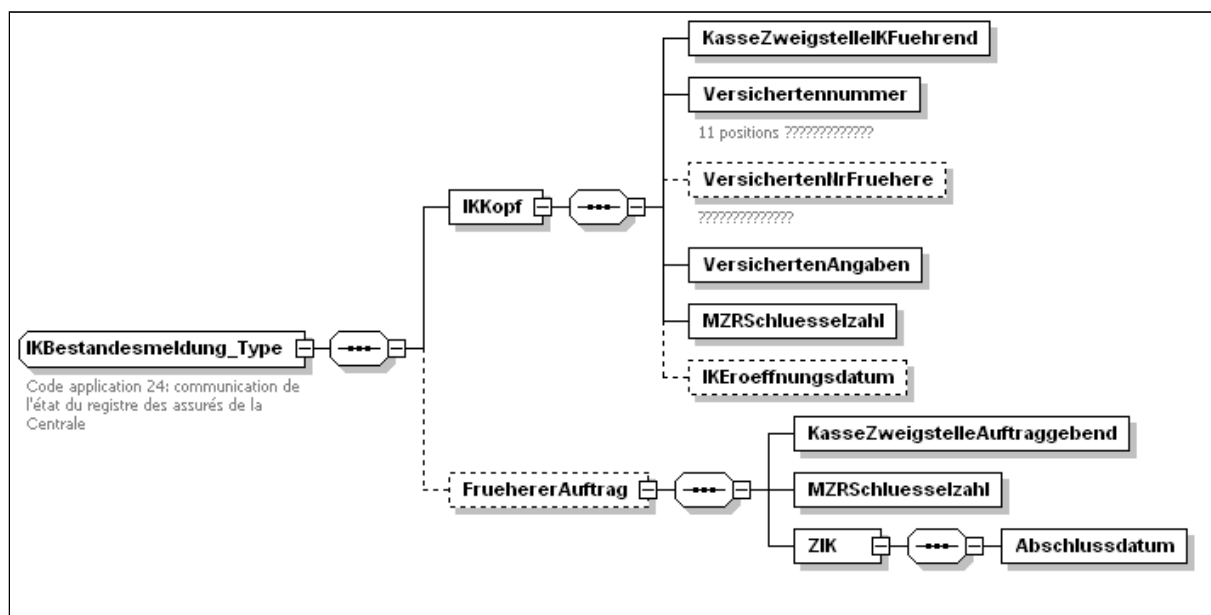 KasseZweigstelleIKFuehrend
Versichertennummer
11 positions ?????????????
VersichertenNrFruehere
??????????????
IKKopf
VersichertenAngaben
MZRSchluesselzahl
IKBestandesmeldung_Type
Code application 24: communication de
l'état du registre des assurés de la
Centrale
IKEroeffnungsdatum
KasseZweigstelleAuftraggebend
FruehererAuftrag
MZRSchluesselzahl
ZIK
Abschlussdatum